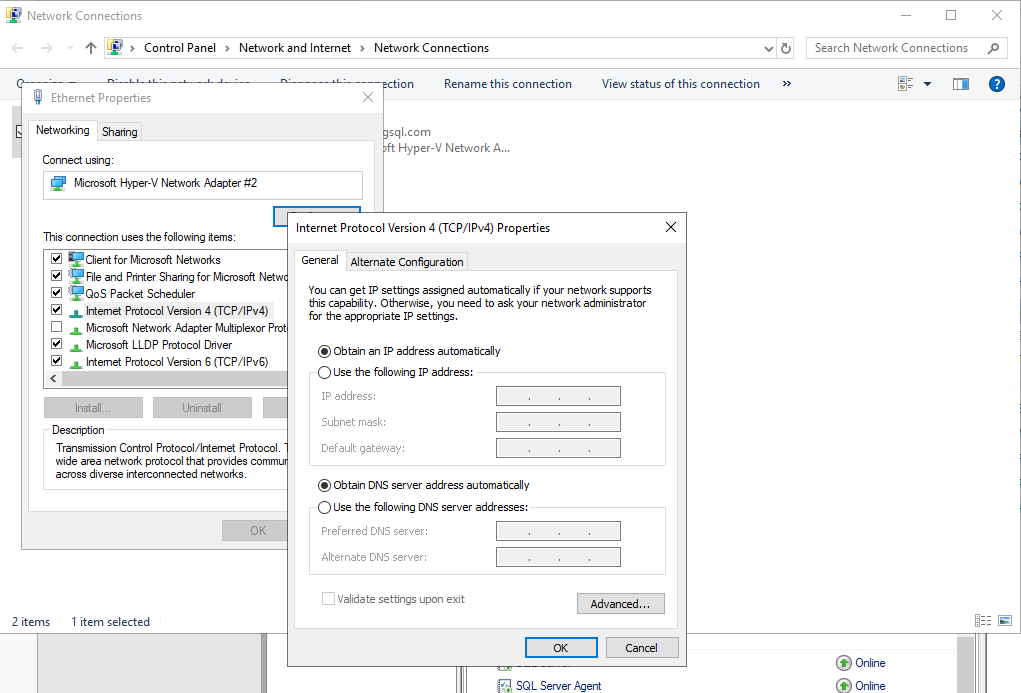 Network Connections
Control Panel > Network and Internet > Network Connections
Search Network Connections
Rename this connection
View status of this connection
»
Ethernet Properties
gsql.com
oft Hyper-V Network A...
Networking
Sharing
Connect using:
Microsoft Hyper-V Network Adapter #2
This connection uses the following items:
Client for Microsoft Networks
File and Printer Sharing for Microsoft Netwo
QoS Packet Scheduler
Internet Protocol Version 4 (TCP/IPv4)
Microsoft Network Adapter Multiplexor Prot
Microsoft LLDP Protocol Driver
Internet Protocol Version 6 (TCP/IPv6)
Install...
Uninstall
Description
Transmission Control Protocol/Internet Protocol. T
wide area network protocol that provides commu
across diverse interconnected networks.
OK
Internet Protocol Version 4 (TCP/IPv4) Properties
General
Alternate Configuration
You can get IP settings assigned automatically if your network supports
this capability. Otherwise, you need to ask your network administrator
for the appropriate IP settings.
Obtain an IP address automatically
Use the following IP address:
IP address:
Subnet mask:
Default gateway:
Obtain DNS server address automatically
Use the following DNS server addresses:
Preferred DNS server:
Alternate DNS server:
Validate settings upon exit
Advanced...
OK
Cancel
2 items
1 item selected
Online
SQL Server Agent
Online